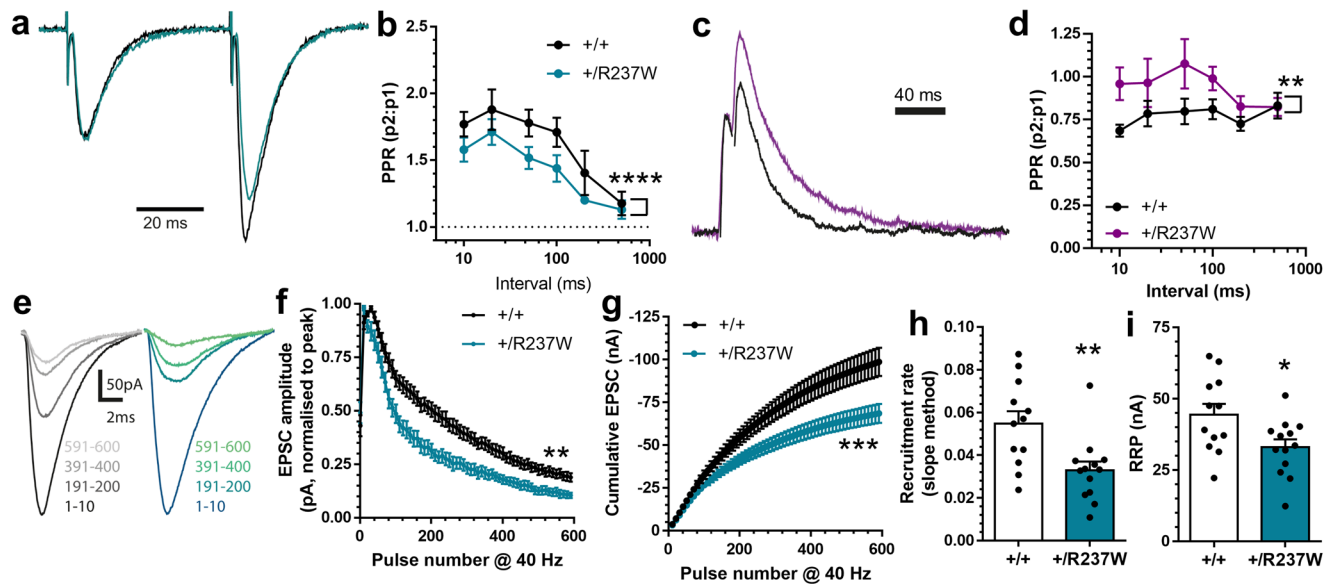 a
20 ms
b
2.5
2.0
1.5
1.0
PPR (p2:p1)
+/+
+/R237W
****
10
100
1000
Interval (ms)
c
40 ms
d
1.25
1.00
0.75
0.50
0.25
0.00
PPR (p2:p1)
**
+/+
+/R237W
10
100
1000
Interval (ms)
e
50pA
2ms
591-600
391-400
191-200
1-10
591-600
391-400
191-200
1-10
f
1.00
0.75
0.50
0.25
0.00
EPSC amplitude
(pA, normalised to peak)
+/+
+/R237W
**
0
200
400
600
Pulse number @ 40 Hz
g
-125
-100
-75
-50
-25
0
Cumulative EPSC (nA)
+/+
+/R237W
***
0
200
400
600
Pulse number @ 40 Hz
h
0.10
0.08
0.06
0.04
0.02
0.00
Recruitment rate
(slope method)
**
+/+
+/R237W
i
75
50
25
0
RRP (nA)
*
+/+
+/R237W